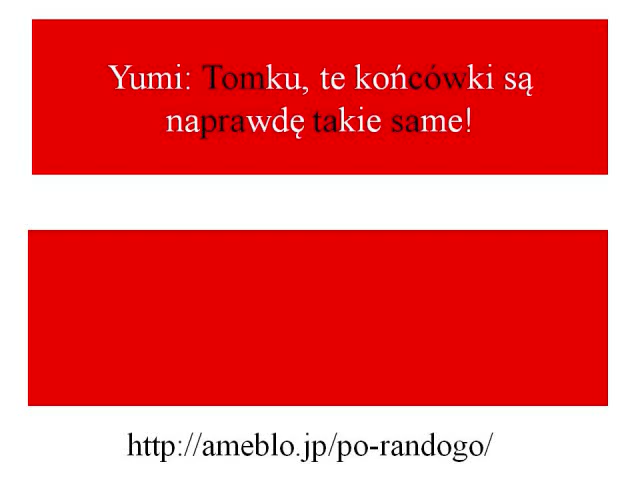 Yumi: Tomku, te końcówki są
naprawdę takie same!
http://ameblo.jp/po-randogo/